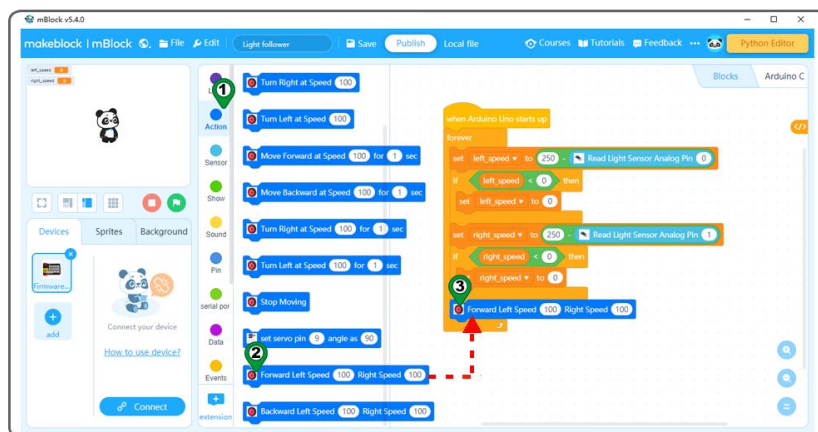 mBlock v5.4.0
makeblock | mBlock File Edit Light follower Save Publish Local file Courses Tutorials Feedback ••• Python Editor
left_speed 0
right_speed 0
Devices Sprites Background
Firmware...
add
Connect your device
How to use device?
Connect
1
Action
Sensor
Show
Sound
Pin
serial por
Data
Events
extension
Turn Right at Speed 100
Turn Left at Speed 100
Move Forward at Speed 100 for 1 sec
Move Backward at Speed 100 for 1 sec
Turn Right at Speed 100 for 1 sec
Turn Left at Speed 100 for 1 sec
Stop Moving
set servo pin 9 angle as 90
2
Forward Left Speed 100 Right Speed 100
Backward Left Speed 100 Right Speed 100
Blocks Arduino C
</>
when Arduino Uno starts up
forever
set left_speed to 250 - Read Light Sensor Analog Pin 0
if left_speed < 0 then
set left_speed to 0
set right_speed to 250 - Read Light Sensor Analog Pin 1
if right_speed < 0 then
right_speed to 0
3
Forward Left Speed 100 Right Speed 100